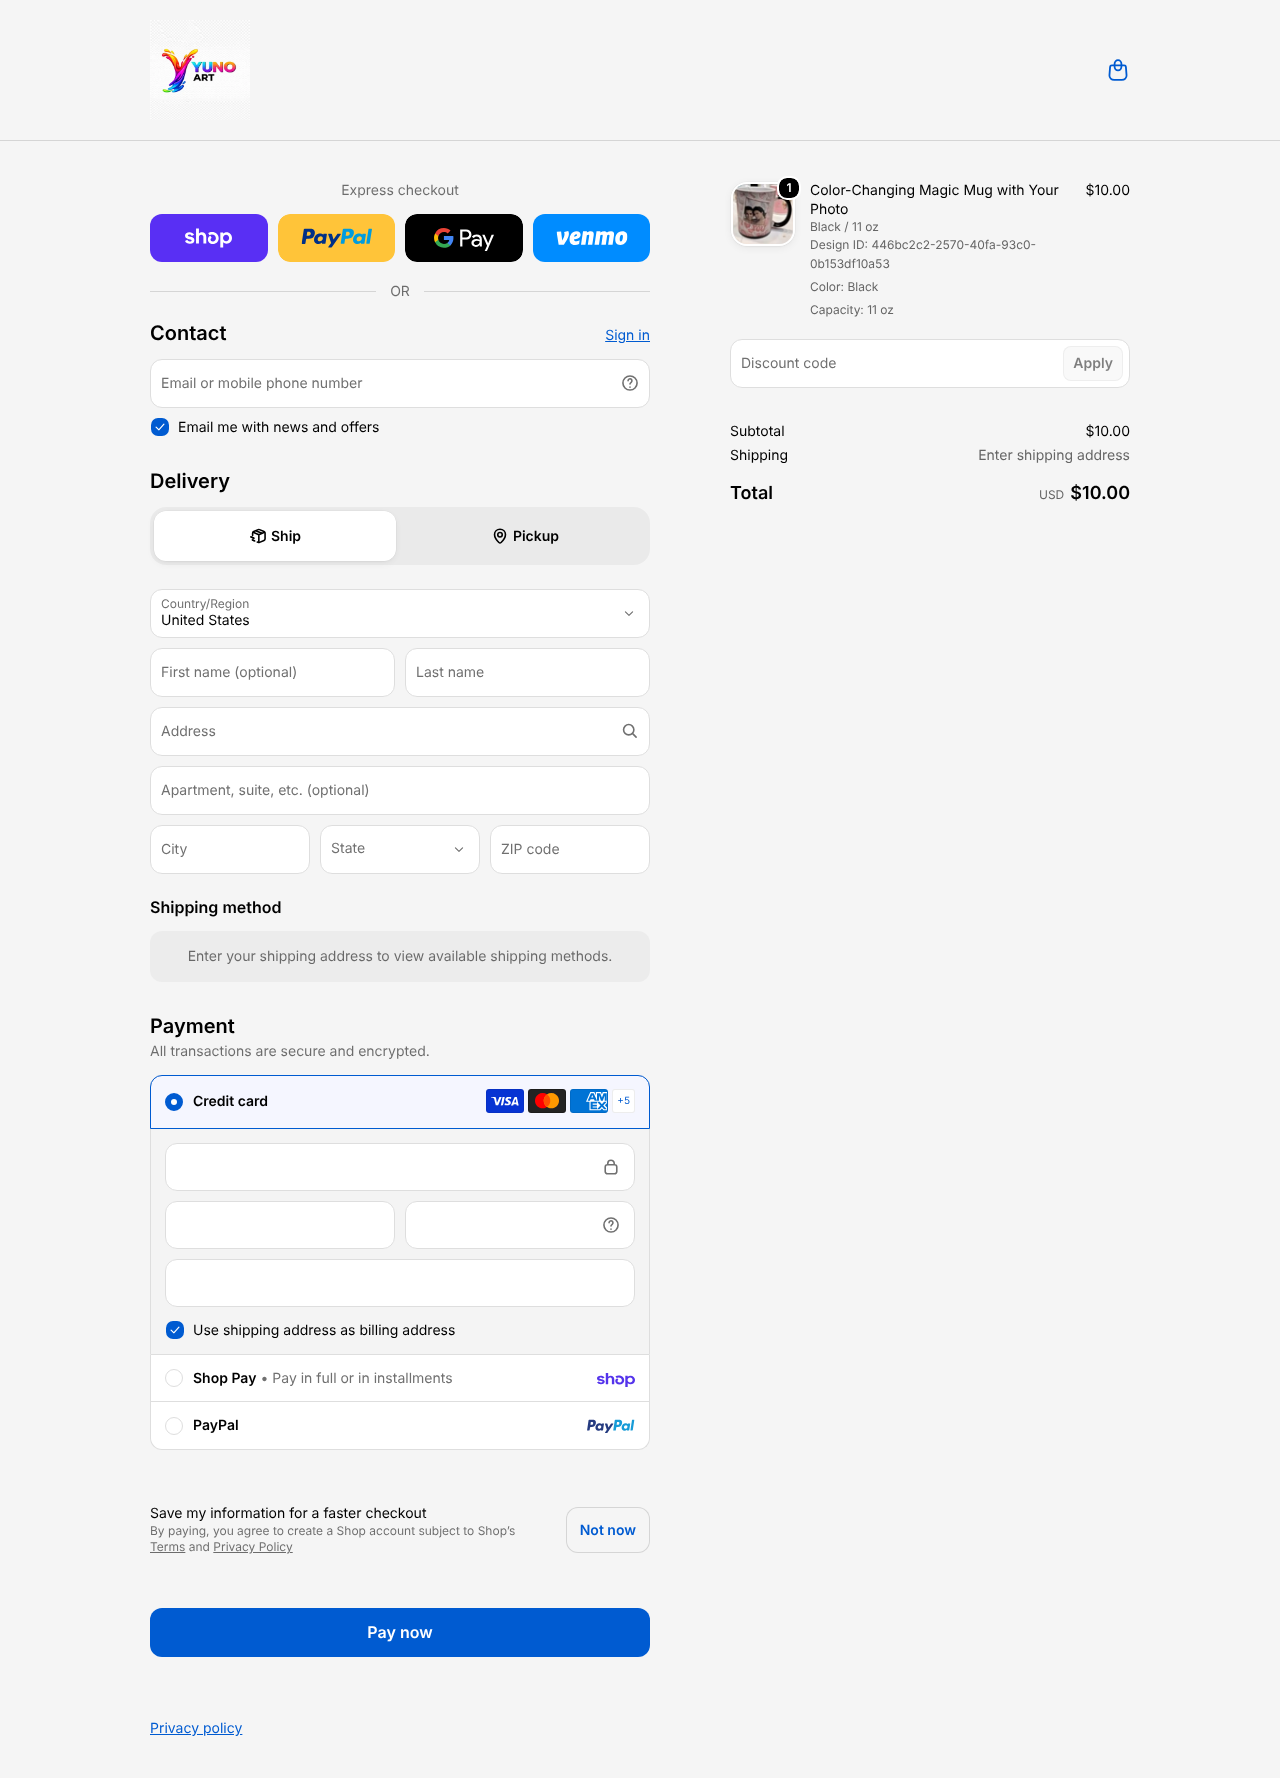 YUNO
ART
Express checkout
shop
PayPal
G Pay
venmo
OR
Contact
Sign in
Email or mobile phone number
Email me with news and offers
Delivery
Ship
Pickup
Country/Region
United States
First name (optional)
Last name
Address
Apartment, suite, etc. (optional)
City
State
ZIP code
Shipping method
Enter your shipping address to view available shipping methods.
Payment
All transactions are secure and encrypted.
Credit card
VISA
AM
EX
+5
Use shipping address as billing address
Shop Pay • Pay in full or in installments
shop
PayPal
PayPal
Save my information for a faster checkout
By paying, you agree to create a Shop account subject to Shop’s
Terms and Privacy Policy
Not now
Pay now
Privacy policy
1
Color-Changing Magic Mug with Your
Photo
$10.00
Black / 11 oz
Design ID: 446bc2c2-2570-40fa-93c0-
0b153df10a53
Color: Black
Capacity: 11 oz
Discount code
Apply
Subtotal
$10.00
Shipping
Enter shipping address
Total
USD $10.00